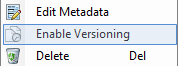 Edit Metadata
Enable Versioning
Delete Del